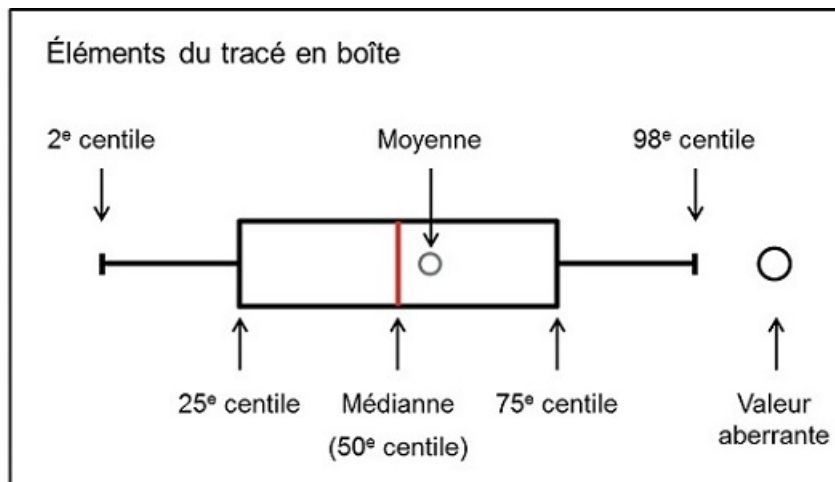 Éléments du tracé en boîte
2ᵉ centile
Moyenne
98ᵉ centile
25ᵉ centile
Médianne
(50ᵉ centile)
75ᵉ centile
Valeur
aberrante